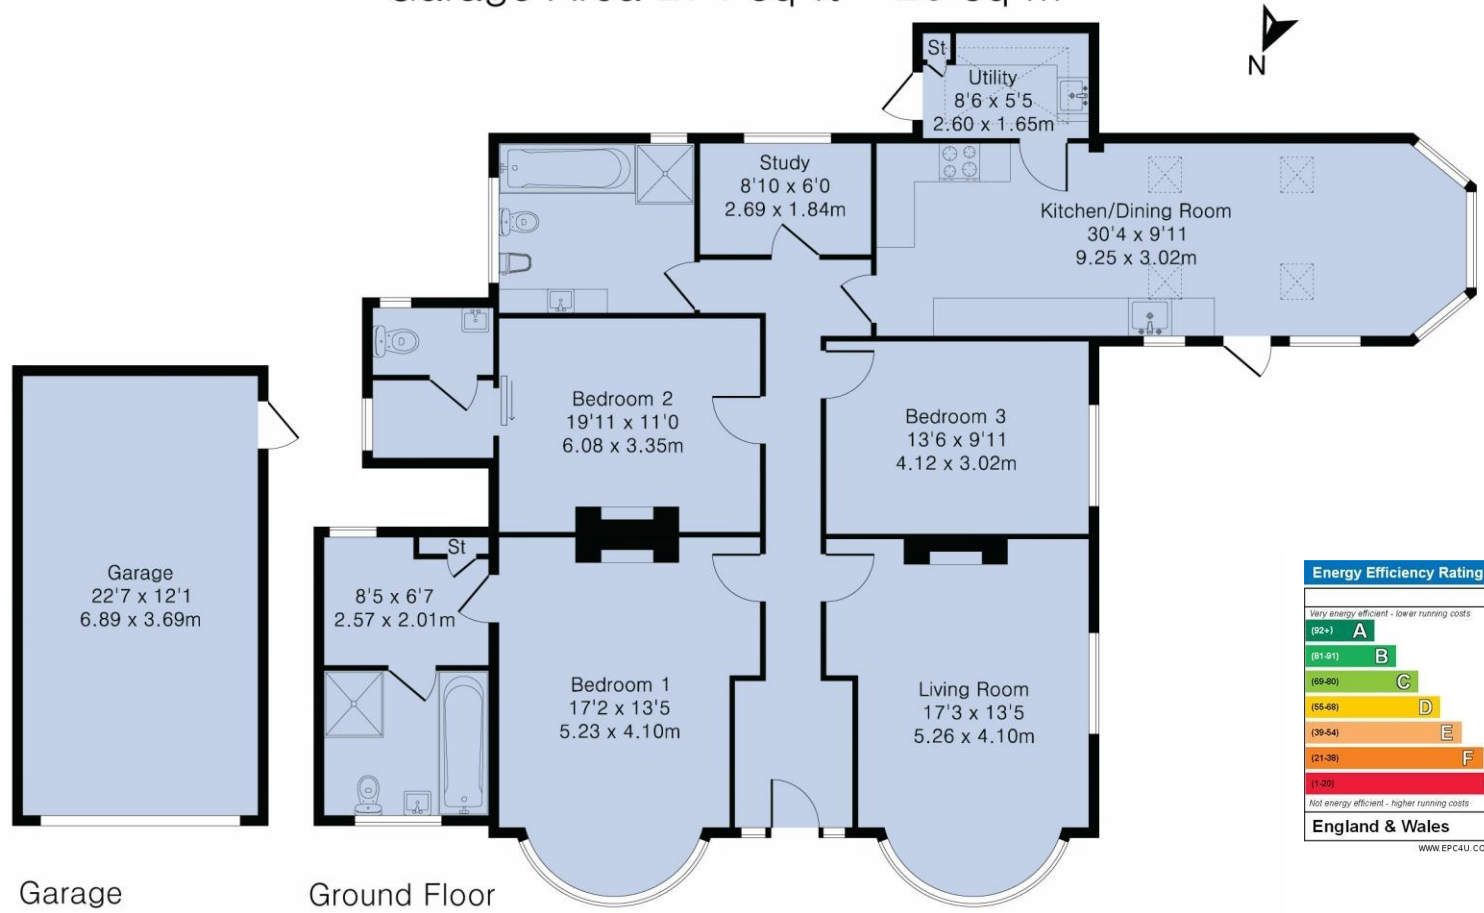 N
St
Utility
8'6 x 5'5
2.60 x 1.65m
Study
8'10 x 6'0
2.69 x 1.84m
Kitchen/Dining Room
30'4 x 9'11
9.25 x 3.02m
Bedroom 2
19'11 x 11'0
6.08 x 3.35m
Bedroom 3
13'6 x 9'11
4.12 x 3.02m
Garage
22'7 x 12'1
6.89 x 3.69m
St
8'5 x 6'7
2.57 x 2.01m
Bedroom 1
17'2 x 13'5
5.23 x 4.10m
Living Room
17'3 x 13'5
5.26 x 4.10m
Energy Efficiency Rating
Very energy efficient - lower running costs
(92+) A
(81-91) B
(69-80) C
(55-68) D
(39-54) E
(21-38) F
(1-20)
Not energy efficient - higher running costs
England & Wales
WWW.EPC4U.CO
Garage
Ground Floor